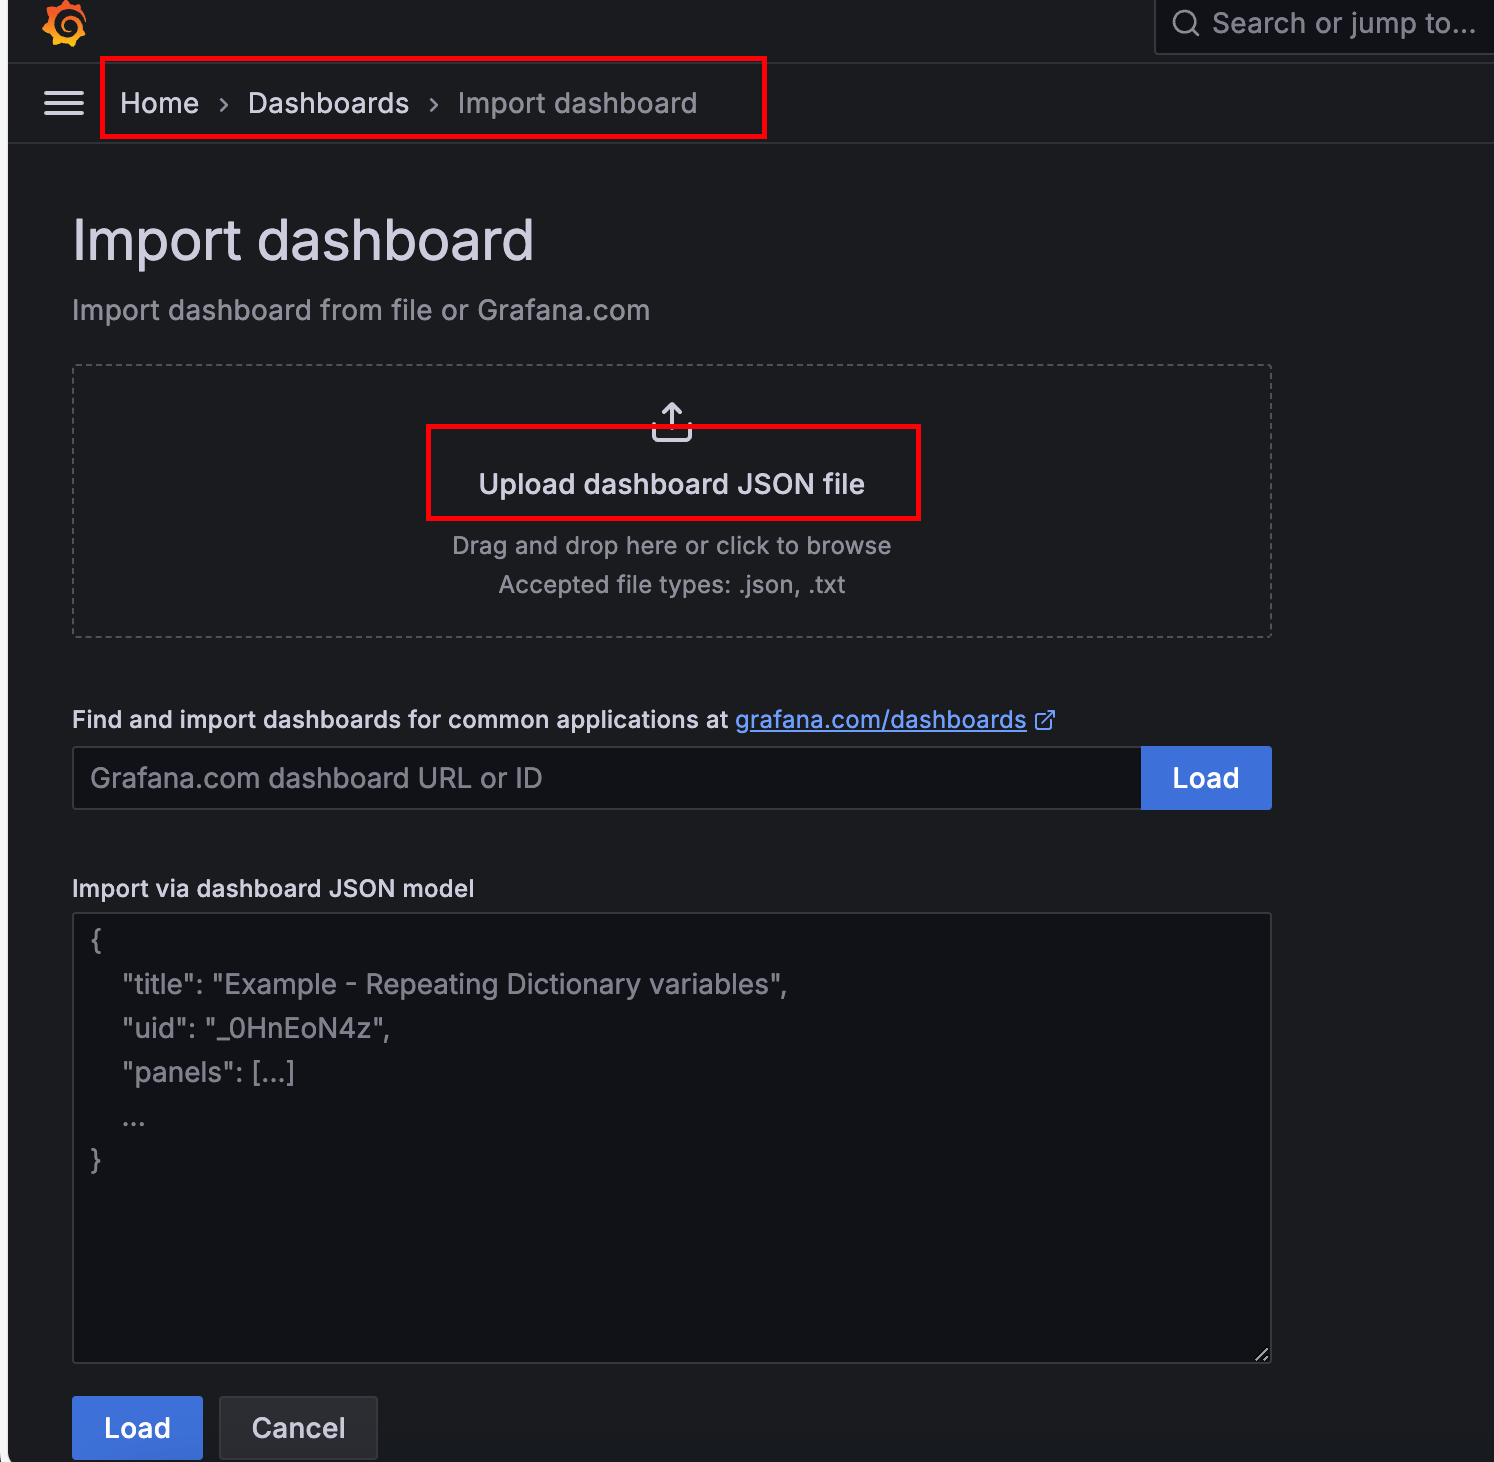 Search or jump to...
Home › Dashboards › Import dashboard
Import dashboard
Import dashboard from file or Grafana.com
Upload dashboard JSON file
Drag and drop here or click to browse
Accepted file types: .json, .txt
Find and import dashboards for common applications at grafana.com/dashboards
Grafana.com dashboard URL or ID
Load
Import via dashboard JSON model
{
"title": "Example - Repeating Dictionary variables",
"uid": "_0HnEoN4z",
"panels": [...]
...
}
Load
Cancel